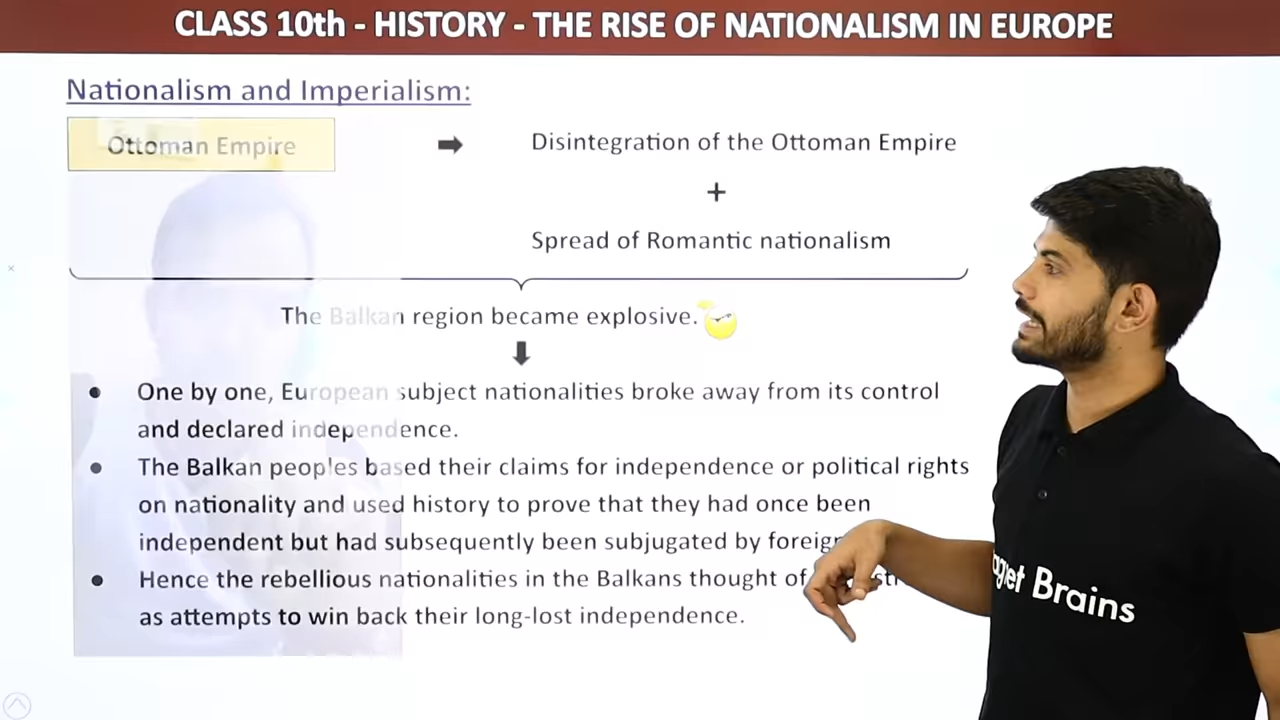 CLASS 10th - HISTORY - THE RISE OF NATIONALISM IN EUROPE
Nationalism and Imperialism:
Ottoman Empire
Disintegration of the Ottoman Empire
+
Spread of Romantic nationalism
The Balkan region became explosive.
One by one, European subject nationalities broke away from its control
and declared independence.
The Balkan peoples based their claims for independence or political rights
on nationality and used history to prove that they had once been
independent but had subsequently been subjugated by
Hence the rebellious nationalities in the Balkans thought of
as attempts to win back their long-lost independence.
Brains